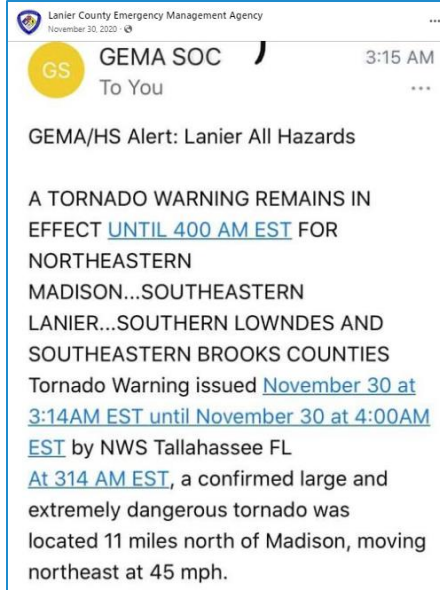 Lanier County Emergency Management Agency
November 30, 2020 ·
GS
GEMA SOC
3:15 AM
To You
GEMA/HS Alert: Lanier All Hazards
A TORNADO WARNING REMAINS IN
EFFECT UNTIL 400 AM EST FOR
NORTHEASTERN
MADISON...SOUTHEASTERN
LANIER...SOUTHERN LOWNDES AND
SOUTHEASTERN BROOKS COUNTIES
Tornado Warning issued November 30 at
3:14AM EST until November 30 at 4:00AM
EST by NWS Tallahassee FL
At 314 AM EST, a confirmed large and
extremely dangerous tornado was
located 11 miles north of Madison, moving
northeast at 45 mph.